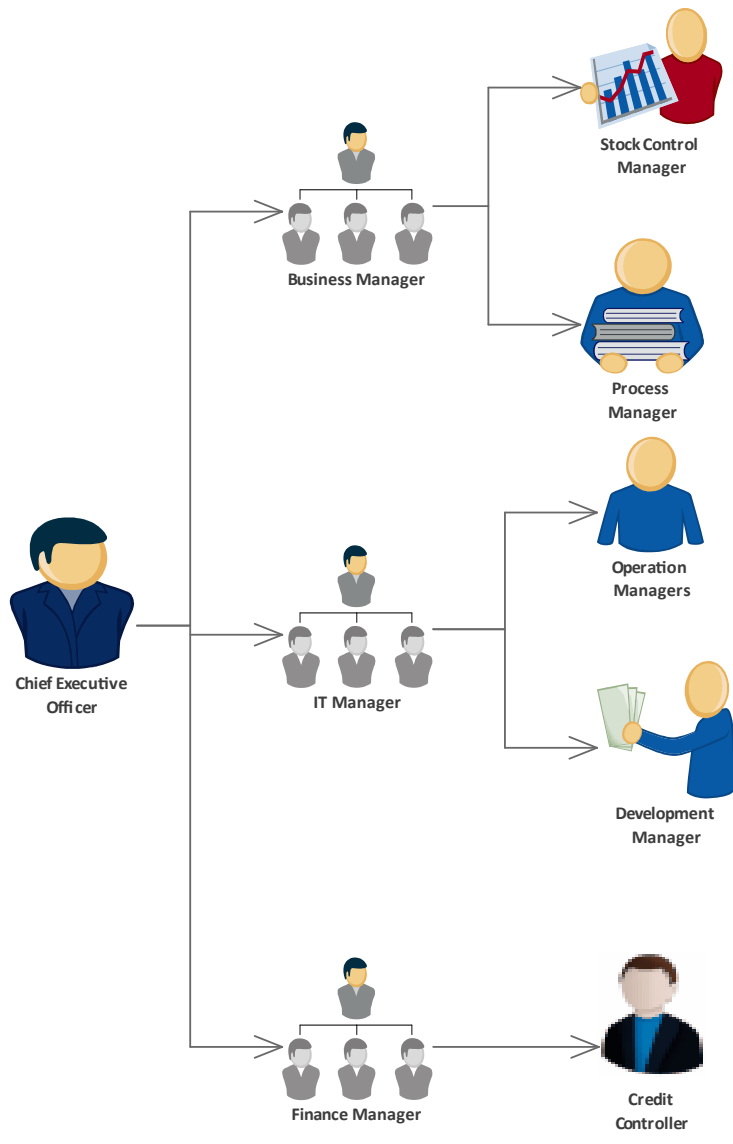 Stock Control
Manager
Business Manager
Process
Manager
Chief Executive
Officer
IT Manager
Operation
Managers
Development
Manager
Finance Manager
Credit
Controller